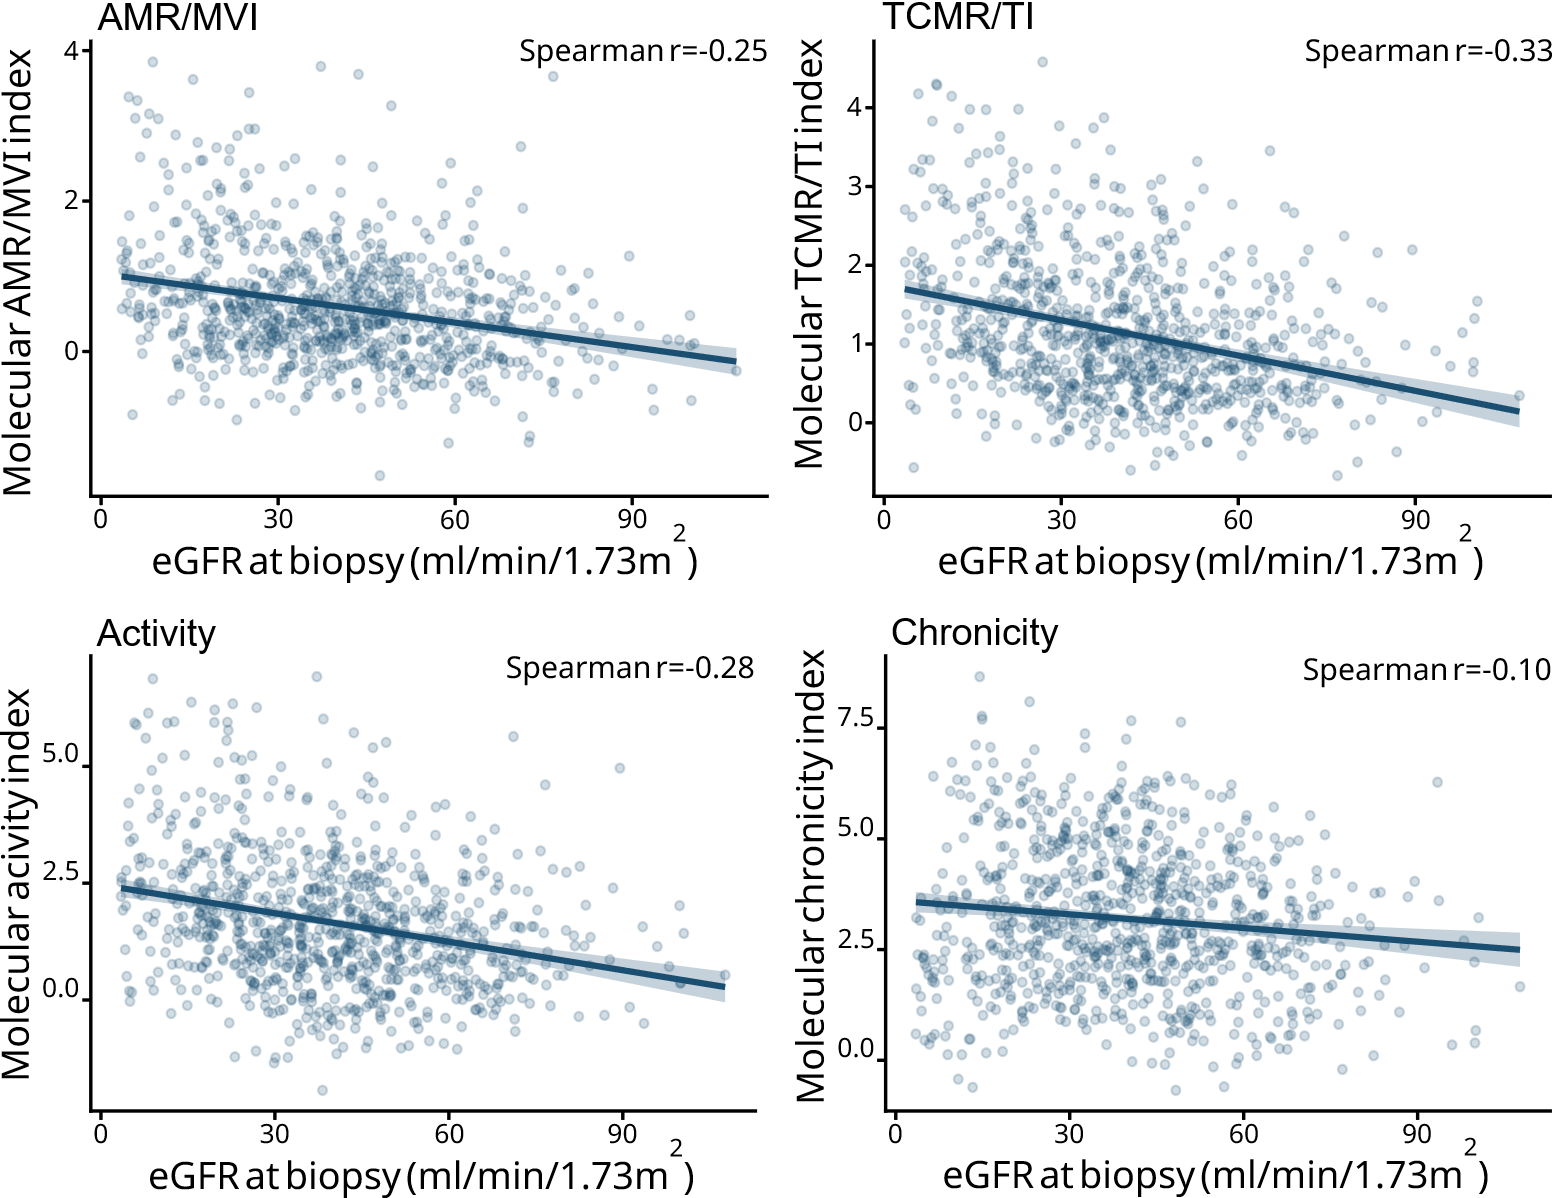 AMR/MVI
Spearman r=-0.25
Molecular AMR/MVI index
4
2
0
0 30 60 90
eGFR at biopsy (ml/min/1.73m2)
TCMR/TI
Spearman r=-0.33
Molecular TCMR/TI index
4
3
2
1
0
0 30 60 90
eGFR at biopsy (ml/min/1.73m2)
Activity
Spearman r=-0.28
Molecular acivity index
5.0
2.5
0.0
0 30 60 90
eGFR at biopsy (ml/min/1.73m2)
Chronicity
Spearman r=-0.10
Molecular chronicity index
7.5
5.0
2.5
0.0
0 30 60 90
eGFR at biopsy (ml/min/1.73m2)